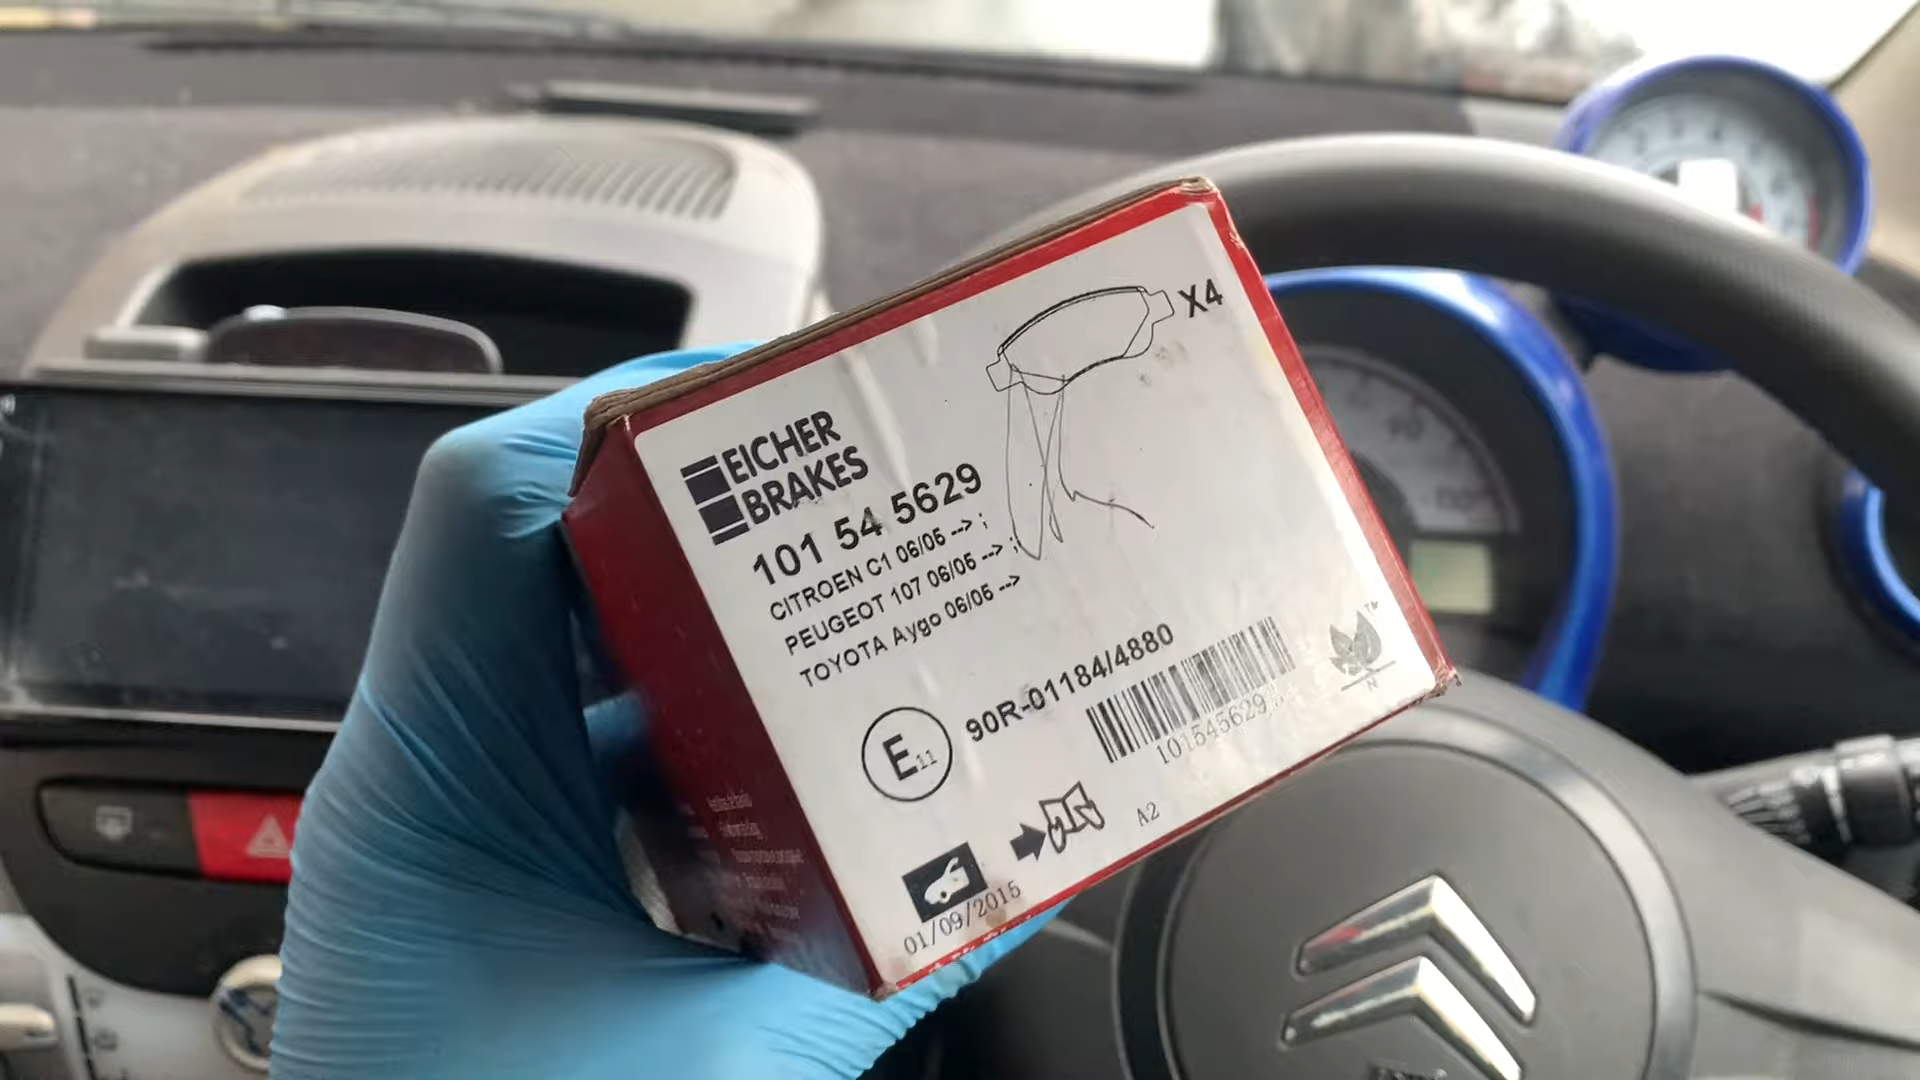 X4
EICHER
BRAKES
101 54 5629
CITROEN C1 06/05 --> ;
PEUGEOT 107 06/05 --> ;
TOYOTA Aygo 06/05 -->
E11
90R-01184/4880
101545629
TM
N
A2
01/09/2015